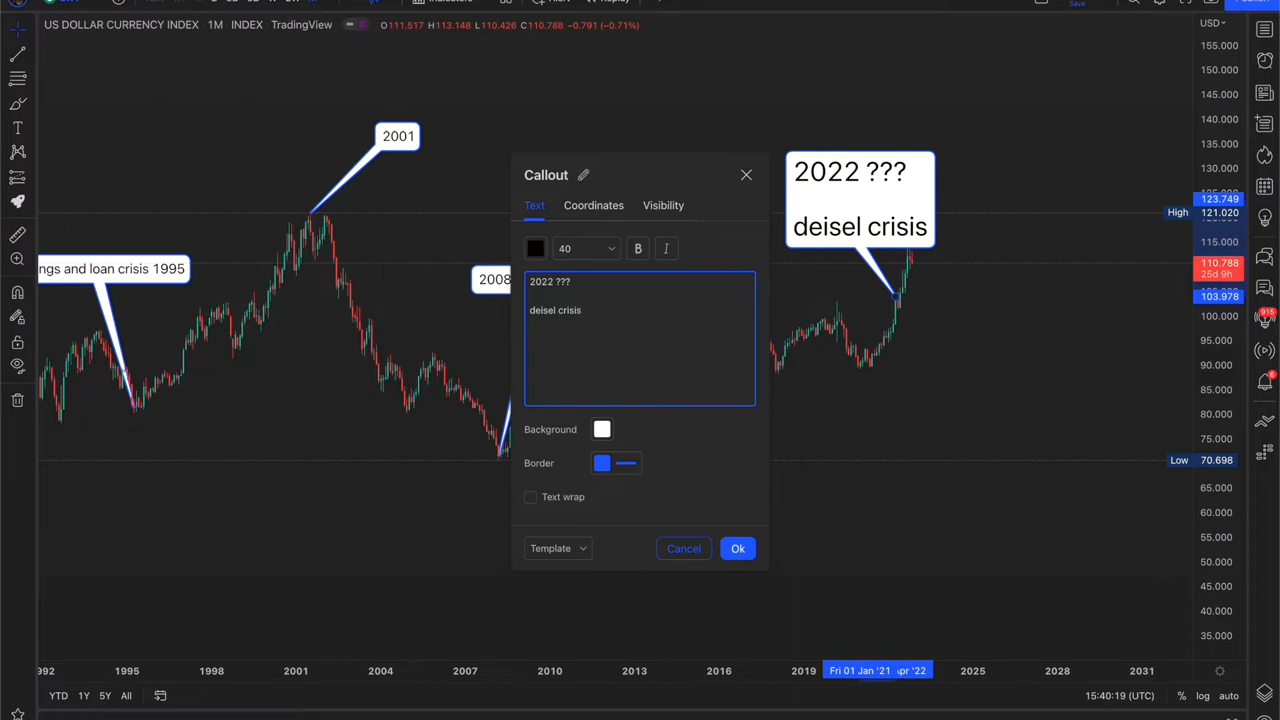 US DOLLAR CURRENCY INDEX 1M INDEX TradingView O111.517 H113.148 L110.426 C110.788 -0.791 (-0.71%)
USD
155.000
150.000
145.000
140.000
135.000
130.000
123.749
High 121.020
115.000
110.788
25d 9h
103.978
100.000
95.000
90.000
85.000
80.000
75.000
Low 70.698
65.000
60.000
55.000
50.000
45.000
40.000
35.000
2001
ngs and loan crisis 1995
2008
2022 ???
deisel crisis
Callout
Text Coordinates Visibility
40 B I
2022 ???
deisel crisis
Background
Border
Text wrap
Template Cancel Ok
915
6
92 1995 1998 2001 2004 2007 2010 2013 2016 2019 Fri 01 Jan '21 Apr '22 2025 2028 2031
YTD 1Y 5Y All 15:40:19 (UTC) % log auto